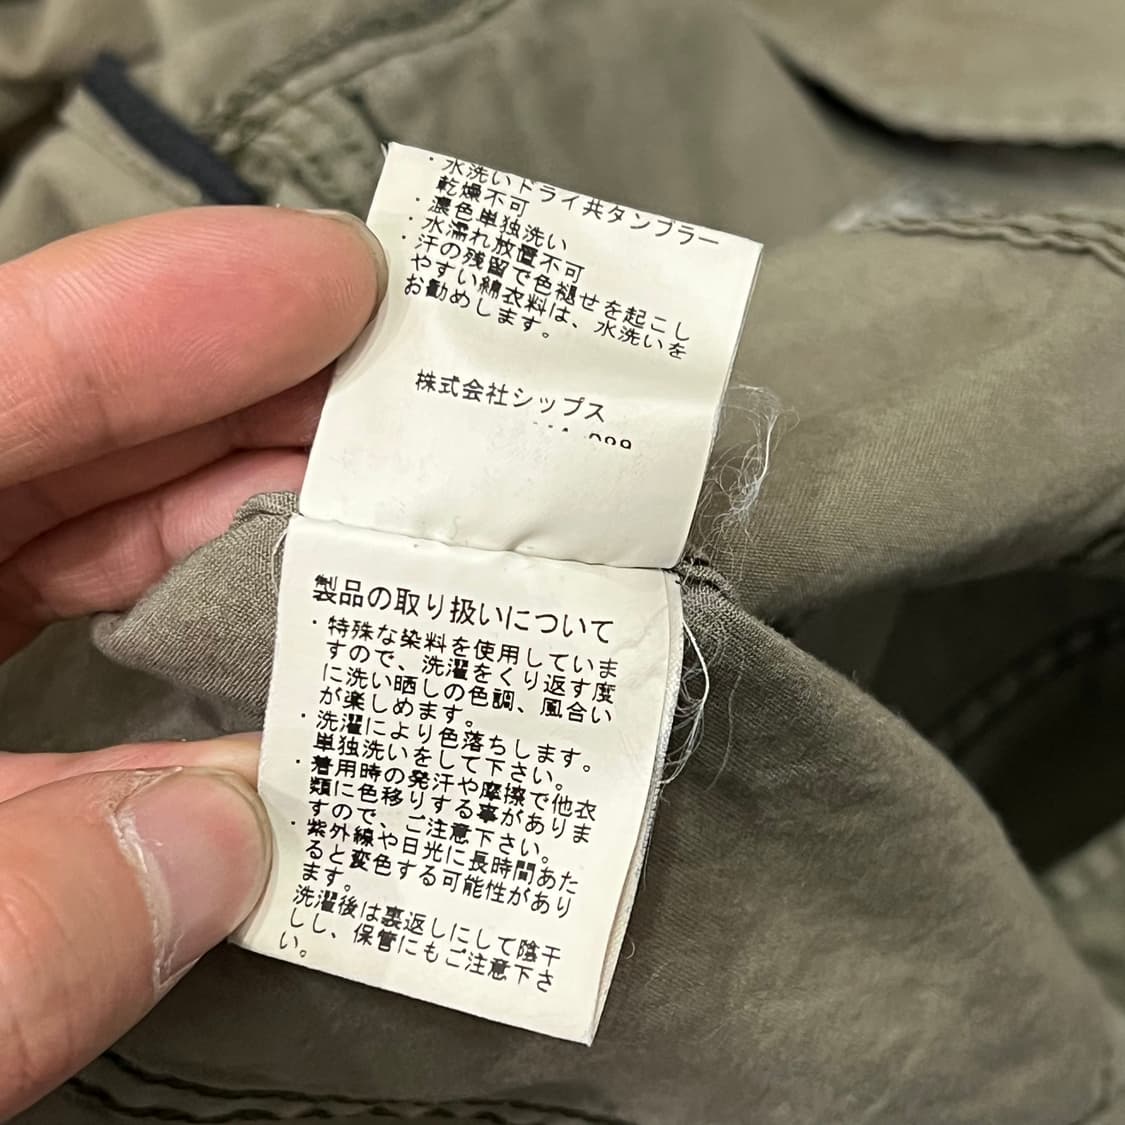 ・水洗いドライ共タンブラー
乾燥不可
・濃色単独洗い
・水濡れ放置不可
・汗の残留で色褪せを起こし
やすい綿衣料は、水洗いを
お勧めします。
株式会社シップス
製品の取り扱いについて
・特殊な染料を使用していま
すので、洗濯をくり返す度
に洗い晒しの色調、風合い
が楽しめます。
・洗濯により色落ちします。
単独洗いをして下さい。
・着用時の発汗や摩擦で他衣
類に色移りする事がありま
すので、ご注意下さい。
・紫外線や日光に長時間あた
ると変色する可能性があり
ます。
洗濯後は裏返しにして陰干
しし、保管にもご注意下さ
い。